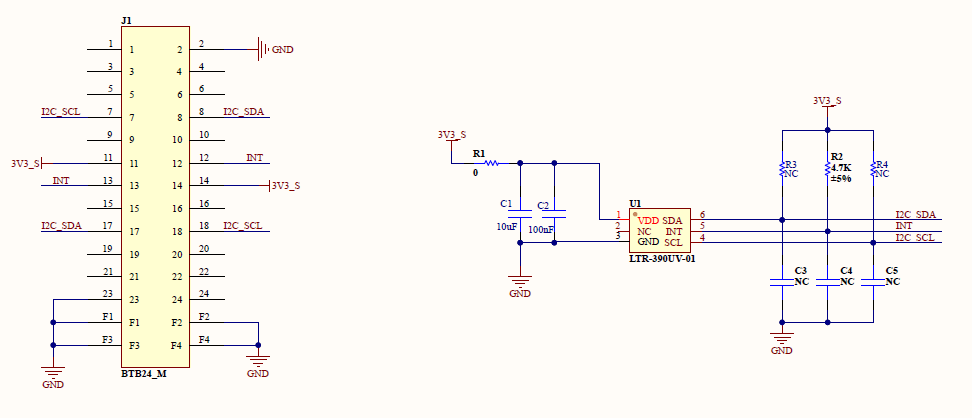 J1
1 1 2 2 GND
3 3 4 4
5 5 6 6
I2C_SCL 7 7 8 8 I2C_SDA
9 9 10 10
3V3_S 11 11 12 12 INT
INT 13 13 14 14 3V3_S
15 15 16 16
I2C_SDA 17 17 18 18 I2C_SCL
19 19 20 20
21 21 22 22
23 23 24 24
F1 F1 F2 F2
F3 F3 F4 F4
GND
GND
BTB24_M
3V3_S
R1
0
C1
10uF
C2
100nF
GND
U1
1 VDD SDA 6
2 NC INT 5
3 GND SCL 4
LTR-390UV-01
3V3_S
R3
NC
R2
4.7K
±5%
R4
NC
I2C_SDA
INT
I2C_SCL
C3
NC
C4
NC
C5
NC
GND